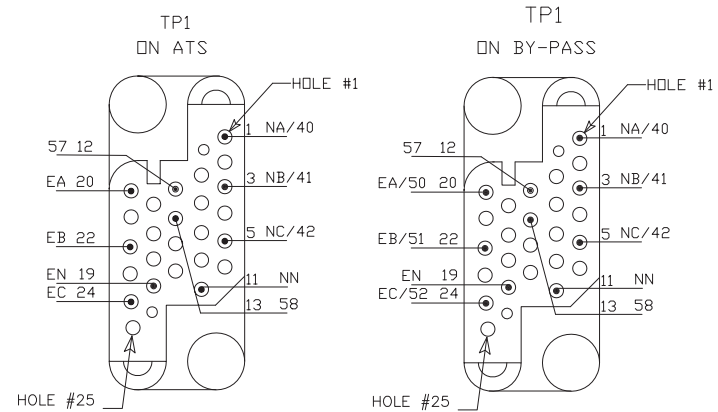 TP1
ON ATS
HOLE #1
1 NA/40
57 12
EA 20
3 NB/41
EB 22
5 NC/42
EN 19
11 NN
EC 24
13 58
HOLE #25
TP1
ON BY-PASS
HOLE #1
1 NA/40
57 12
EA/50 20
3 NB/41
EB/51 22
5 NC/42
EN 19
11 NN
EC/52 24
13 58
HOLE #25